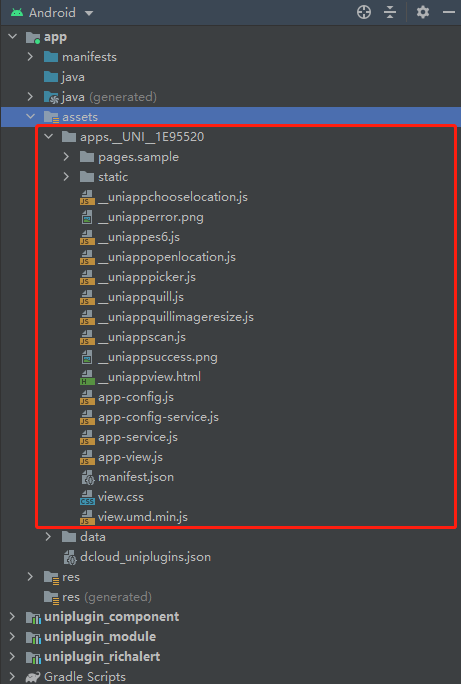 Android
app
manifests
java
java (generated)
assets
apps.__UNI__1E95520
pages.sample
static
__uniappchooselocation.js
__uniapperror.png
__uniappes6.js
__uniappopenlocation.js
__uniapppicker.js
__uniappquill.js
__uniappquillimageresize.js
__uniappscan.js
__uniappsuccess.png
__uniappview.html
app-config.js
app-config-service.js
app-service.js
app-view.js
manifest.json
view.css
view.umd.min.js
data
dcloud_uniplugins.json
res
res (generated)
uniplugin_component
uniplugin_module
uniplugin_richalert
Gradle Scripts